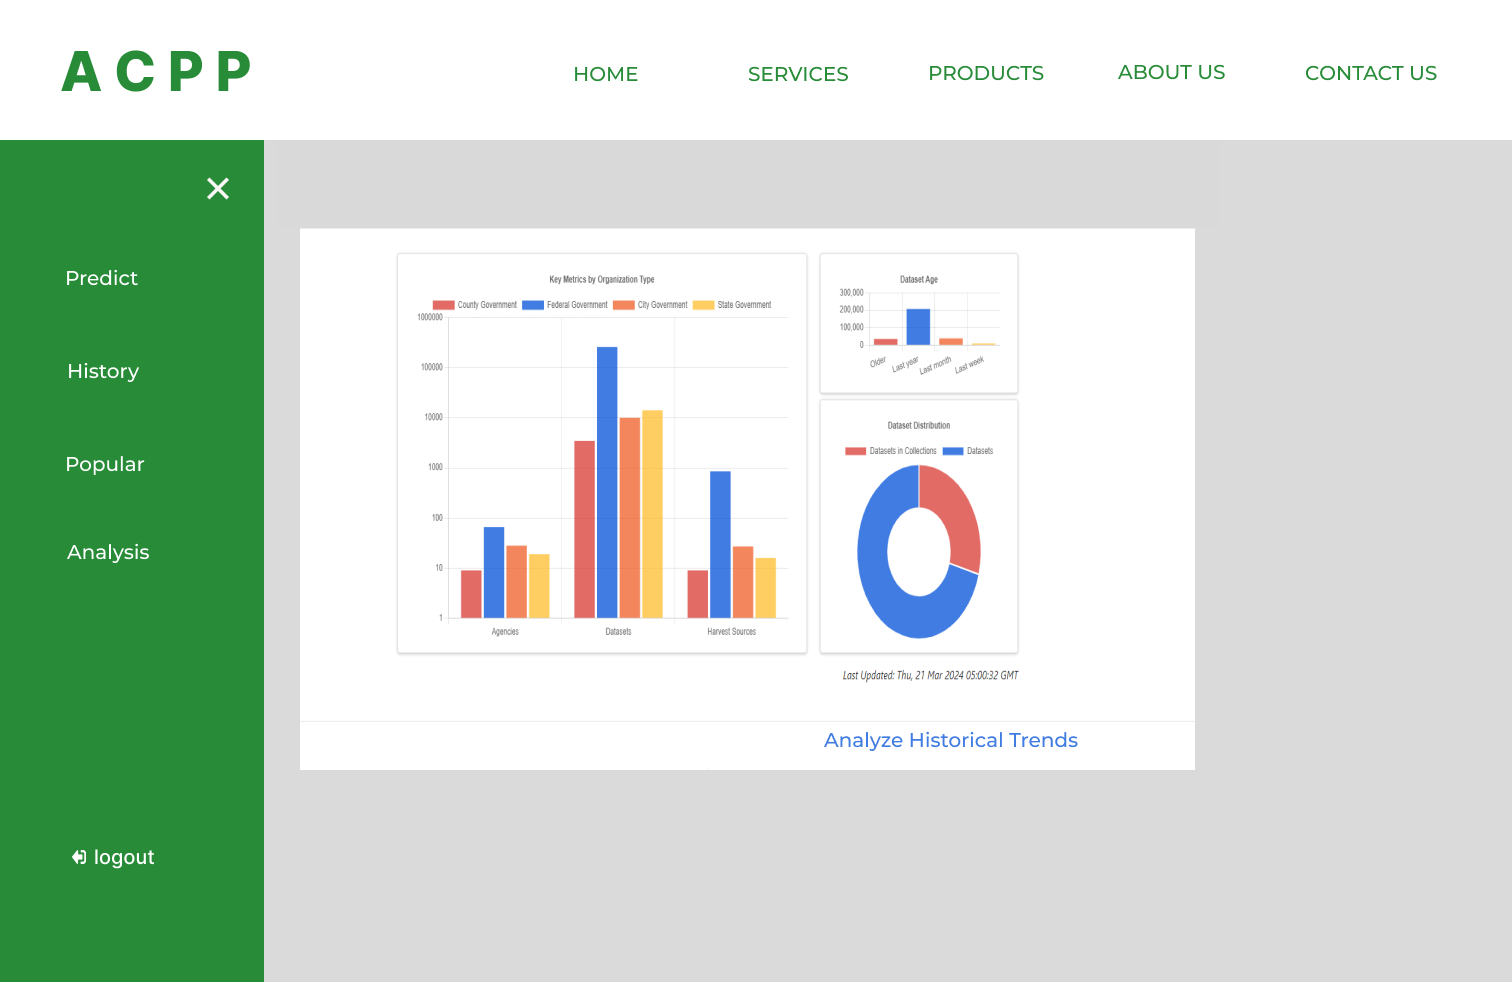 ACPP
HOME SERVICES PRODUCTS ABOUT US CONTACT US
Predict
History
Popular
Analysis
logout
Key Metrics by Organization Type
County Government Federal Government City Government State Government
1000000
100000
10000
1000
100
10
1
Agencies Datasets Harvest Sources
Dataset Age
300,000
200,000
100,000
0
Older Last year Last month Last week
Dataset Distribution
Datasets in Collections Datasets
Last Updated: Thu, 21 Mar 2024 05:00:32 GMT
Analyze Historical Trends